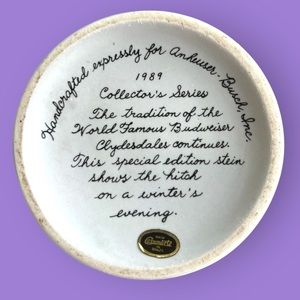 Handcrafted expressly for Anheuser-Busch, Inc.
1989
Collector's Series
The tradition of the
World Famous Budweiser
Clydesdales continues.
This special edition stein
shows the hitch
on a winter's
evening.